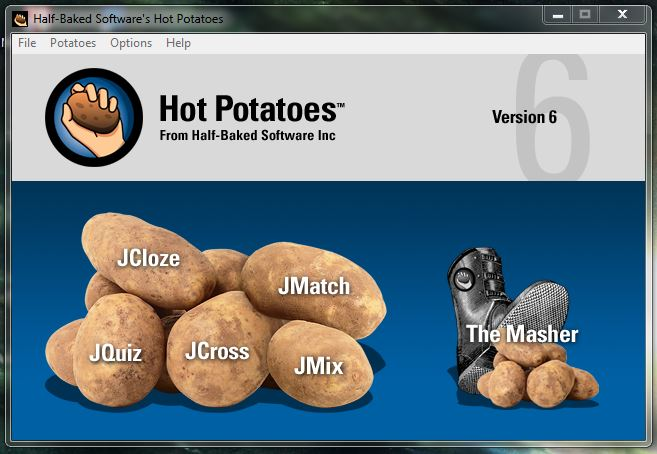 Half-Baked Software's Hot Potatoes
File Potatoes Options Help
Hot Potatoes™
From Half-Baked Software Inc
Version 6
6
JCloze
JMatch
JQuiz
JCross
JMix
The Masher